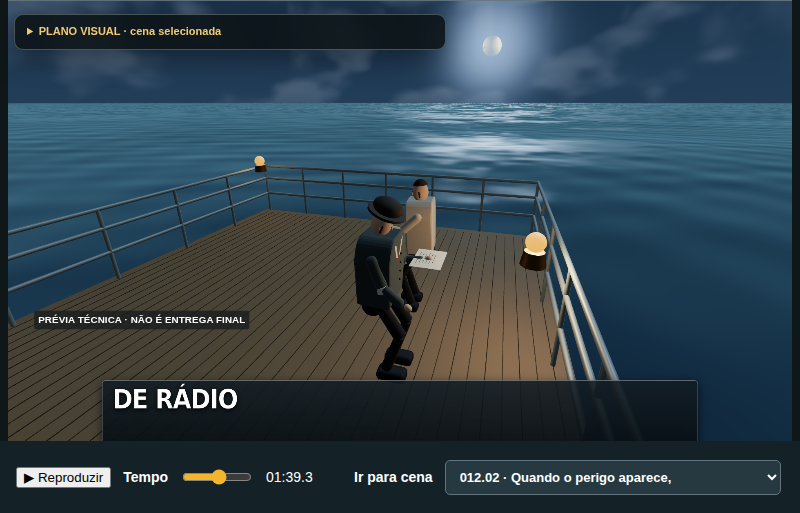 ▶ PLANO VISUAL · cena selecionada
PRÉVIA TÉCNICA · NÃO É ENTREGA FINAL
DE RÁDIO
▶ Reproduzir
Tempo
01:39.3
Ir para cena
012.02 · Quando o perigo aparece,